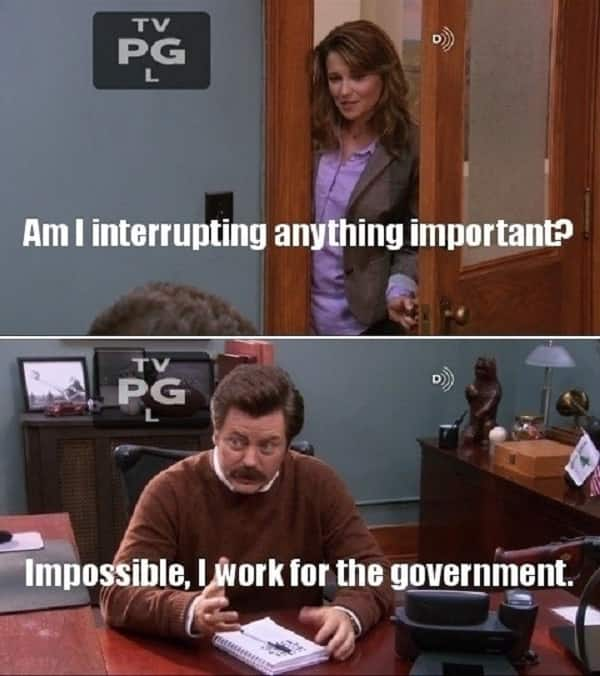 TV
PG
L
D
Am I interrupting anything important?
TV
PG
L
D
Impossible, I work for the government.